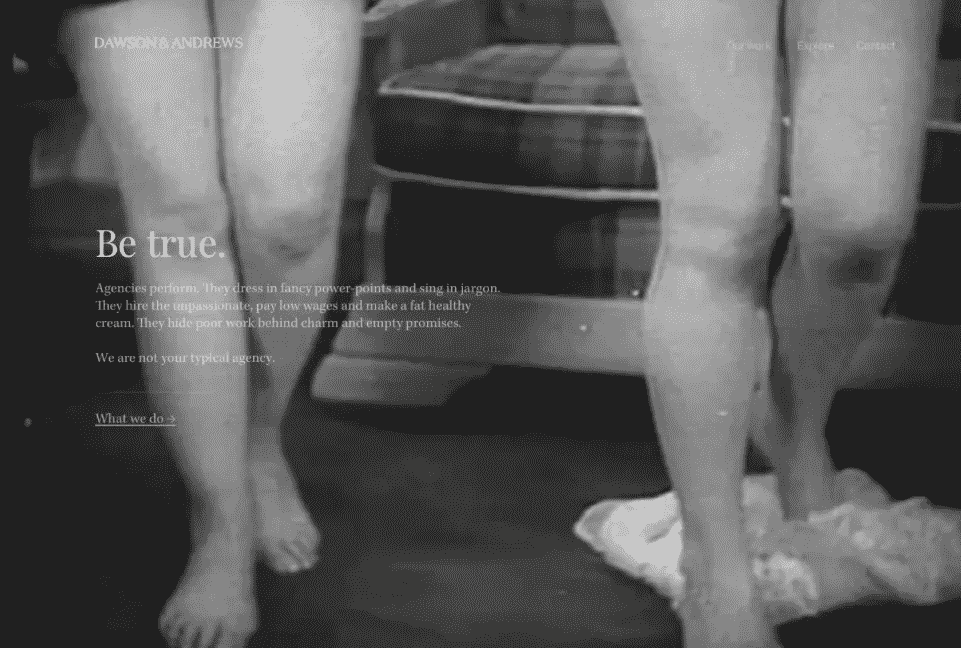 DAWSON & ANDREWS
Our work Explore Contact
Be true.
Agencies perform. They dress in fancy power-points and sing in jargon.
They hire the unpassionate, pay low wages and make a fat healthy
cream. They hide poor work behind charm and empty promises.
We are not your typical agency.
What we do →